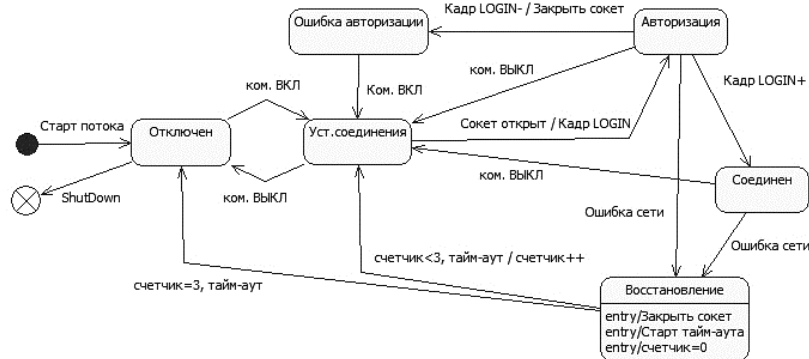 Кадр LOGIN- / Закрыть сокет
Ошибка авторизации
Авторизация
ком. ВЫКЛ
Кадр LOGIN+
ком. ВКЛ
Ком. ВКЛ
Старт потока
Отключен
Уст.соединения
Сокет открыт / Кадр LOGIN
ком. ВЫКЛ
Соединен
ShutDown
ком. ВЫКЛ
Ошибка сети
Ошибка сети
счетчик<3, тайм-аут / счетчик++
счетчик=3, тайм-аут
Восстановление
entry/Закрыть сокет
entry/Старт тайм-аута
entry/счетчик=0